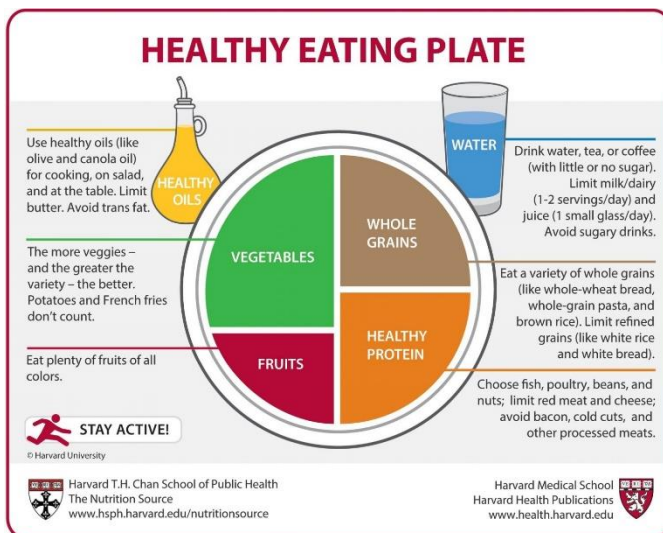 HEALTHY EATING PLATE
Use healthy oils (like
olive and canola oil)
for cooking, on salad,
and at the table. Limit
butter. Avoid trans fat.
HEALTHY
OILS
WATER
Drink water, tea, or coffee
(with little or no sugar).
Limit milk/dairy
(1-2 servings/day) and
juice (1 small glass/day).
Avoid sugary drinks.
The more veggies –
and the greater the
variety – the better.
Potatoes and French fries
don’t count.
VEGETABLES
WHOLE
GRAINS
Eat a variety of whole grains
(like whole-wheat bread,
whole-grain pasta, and
brown rice). Limit refined
grains (like white rice
and white bread).
Eat plenty of fruits of all
colors.
FRUITS
HEALTHY
PROTEIN
Choose fish, poultry, beans, and
nuts; limit red meat and cheese;
avoid bacon, cold cuts, and
other processed meats.
STAY ACTIVE!
© Harvard University
Harvard T.H. Chan School of Public Health
The Nutrition Source
www.hsph.harvard.edu/nutritionsource
Harvard Medical School
Harvard Health Publications
www.health.harvard.edu